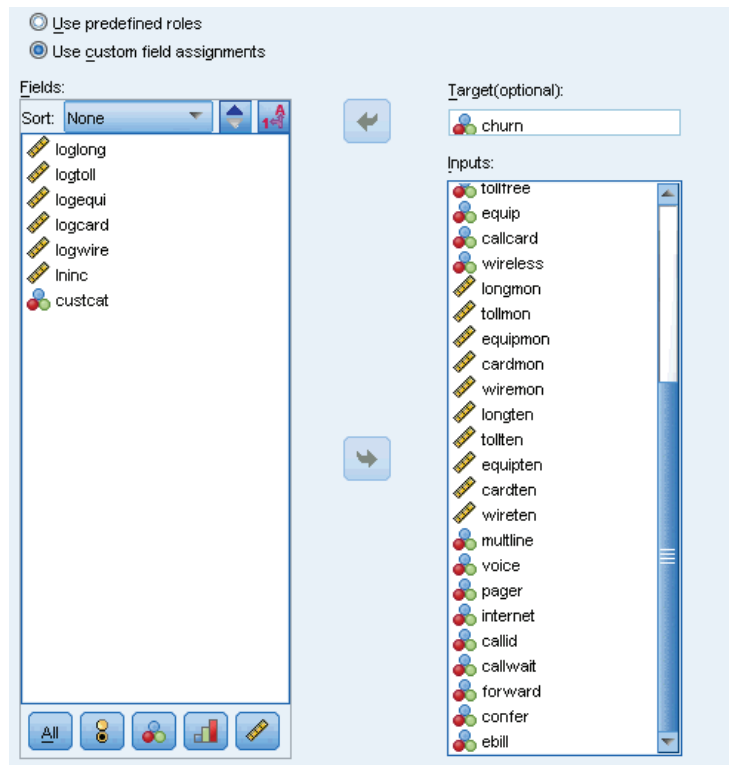 Use predefined roles
Use custom field assignments
Fields:
Sort: None
loglong
logtoll
logequi
logcard
logwire
lninc
custcat
All
Target(optional):
churn
Inputs:
tollfree
equip
callcard
wireless
longmon
tollmon
equipmon
cardmon
wiremon
longten
tollten
equipten
cardten
wireten
multline
voice
pager
internet
callid
callwait
forward
confer
ebill